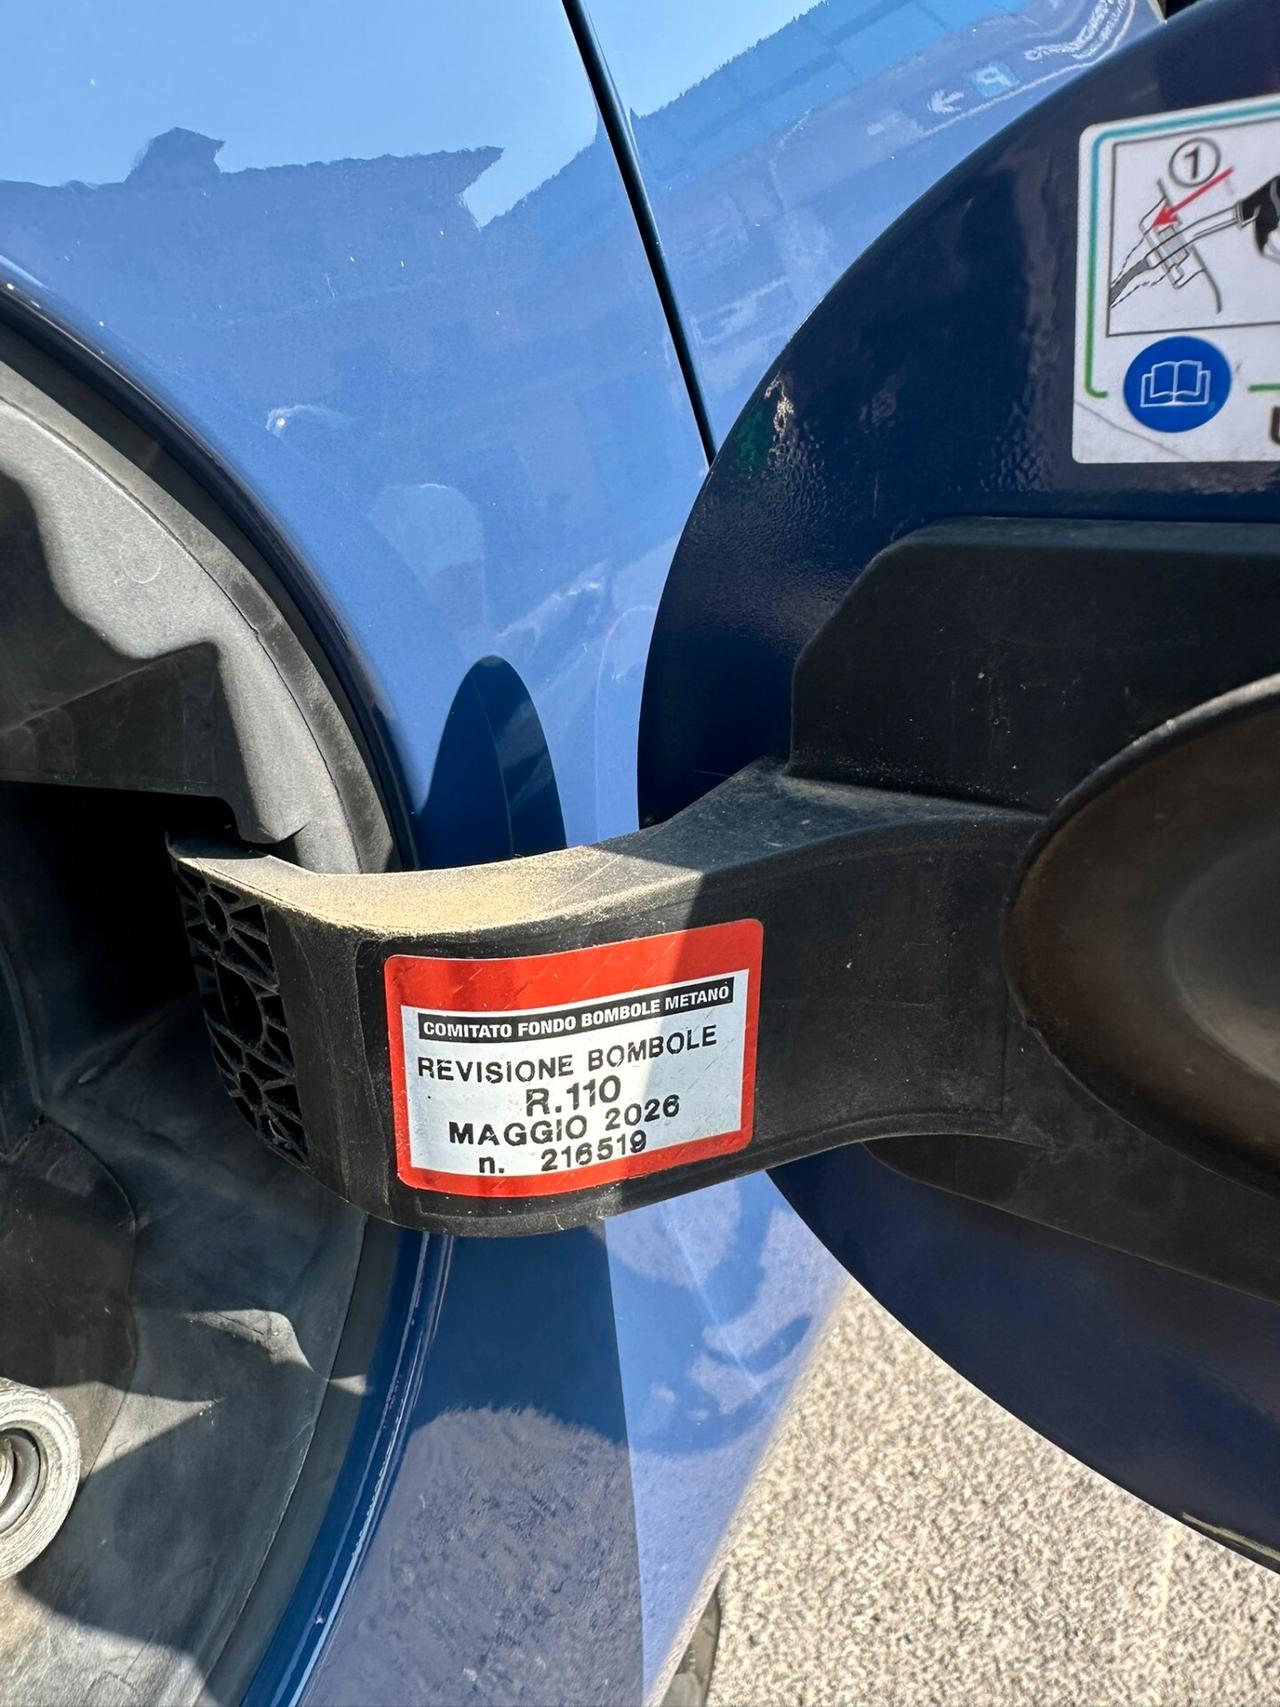 1
COMITATO FONDO BOMBOLE METANO
REVISIONE BOMBOLE
R.110
MAGGIO 2026
n. 216519